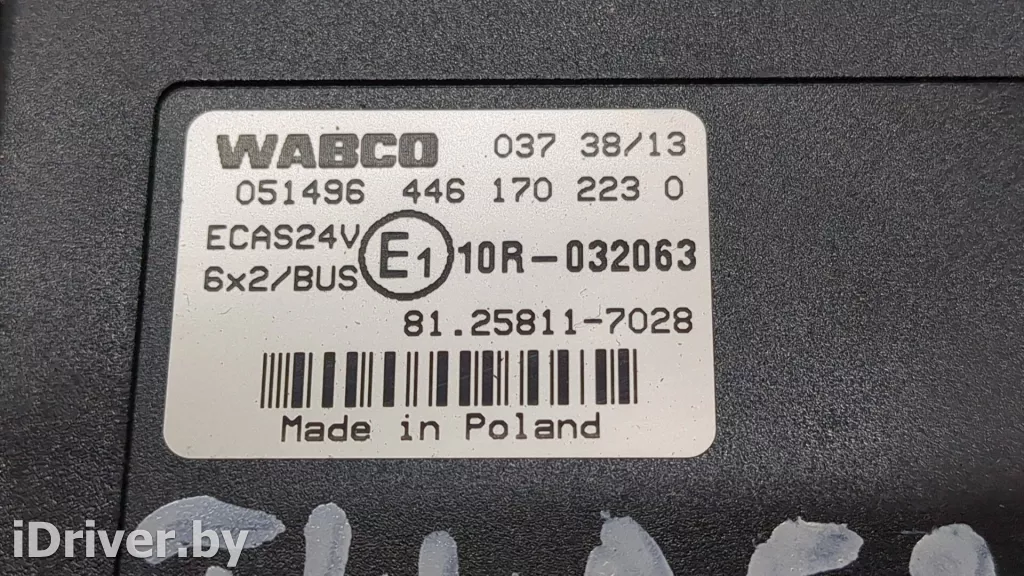 WABCO 037 38/13
051496 446 170 223 0
ECAS24V
6x2/BUS
E1 10R-032063
81.25811-7028
Made in Poland
iDriver.by